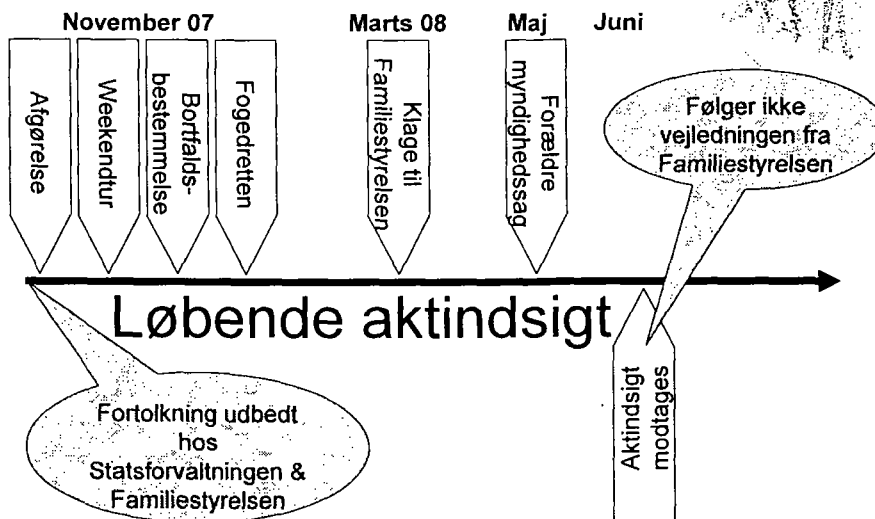 November 07
Marts 08
Maj
Juni
Afgørelse
Weekendtur
Bortfalds-
bestemmelse
Fogedretten
Klage til
Familiestyrelsen
Forældre
myndighedssag
Følger ikke
vejledningen fra
Familiestyrelsen
Løbende aktindsigt
Fortolkning udbedt
hos
Statsforvaltningen &
Familiestyrelsen
Aktindsigt
modtages